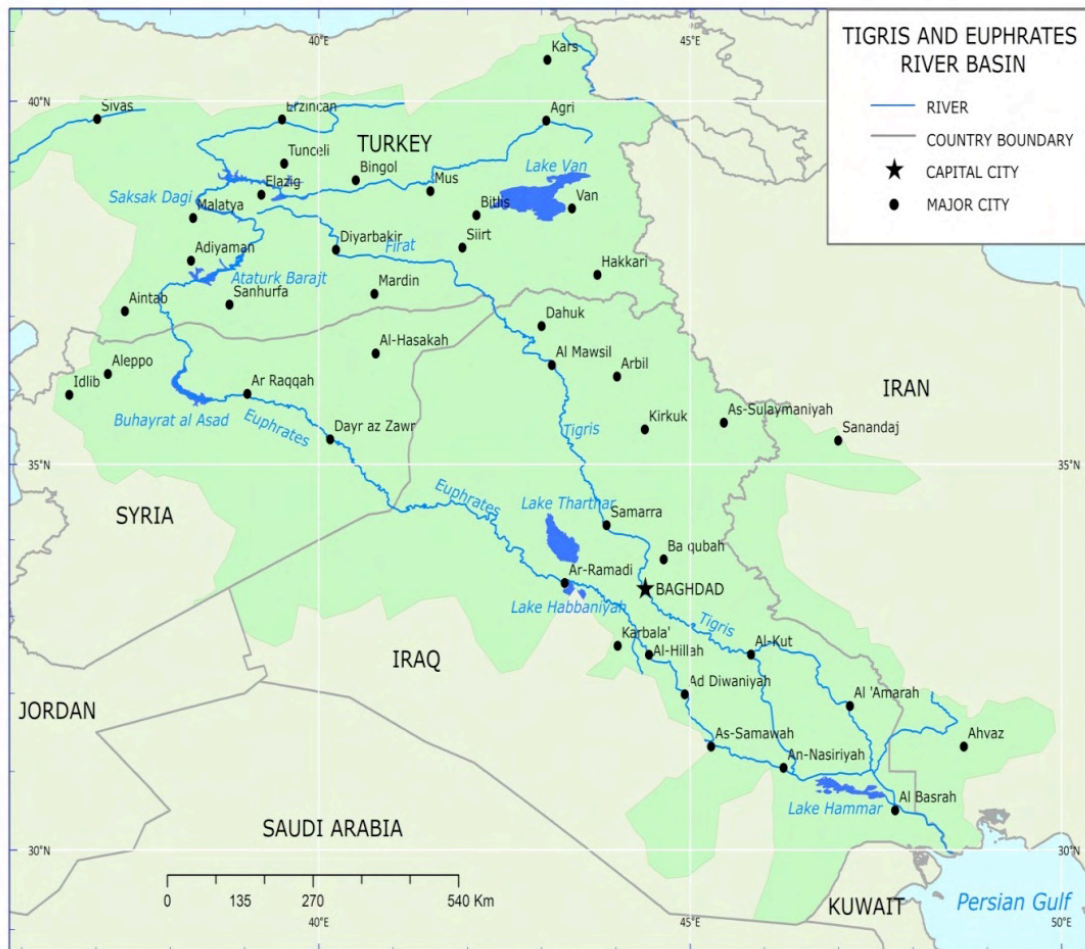 TIGRIS AND EUPHRATES
RIVER BASIN
RIVER
COUNTRY BOUNDARY
CAPITAL CITY
MAJOR CITY
40°E
45°E
Kars
40°N
Sivas
Erzincan
Agri
40°N
TURKEY
Tunceli
Bingol
Mus
Lake Van
Elazig
Saksak Dagi
Malatya
Bitlis
Van
Diyarbakir
Firat
Siirt
Adiyaman
Ataturk Barajt
Mardin
Hakkari
Aintab
Sanhurfa
Dahuk
Al-Hasakah
Al Mawsil
Aleppo
Arbil
Idlib
Ar Raqqah
IRAN
Buhayrat al Asad
Euphrates
As-Sulaymaniyah
Dayr az Zawr
Tigris
Kirkuk
Sanandaj
35°N
35°N
SYRIA
Euphrates
Lake Tharthar
Samarra
Ba qubah
Ar-Ramadi
BAGHDAD
Lake Habbaniyah
Tigris
Karbala'
Al-Hillah
Al-Kut
IRAQ
Ad Diwaniyah
Al 'Amarah
JORDAN
As-Samawah
Ahvaz
An-Nasiriyah
Lake Hammar
Al Basrah
SAUDI ARABIA
30°N
30°N
0
135
270
540 Km
KUWAIT
Persian Gulf
40°E
45°E
50°E